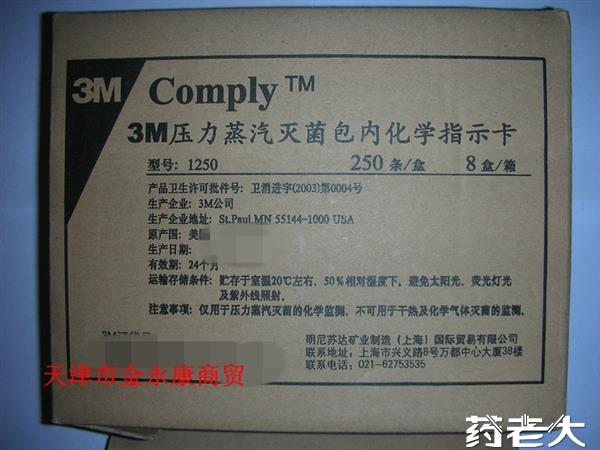 3M Comply™
3M压力蒸汽灭菌包内化学指示卡
型号：1250 250条/盒 8盒/箱
产品卫生许可批件号：卫消进字(2003)第0004号
生产企业：3M公司
生产企业地址：St.Paul,MN 55144-1000 USA
原产国：美国
生产日期：
有效期：24个月
运输存储条件：贮存于室温20℃左右，50%相对湿度下。避免太阳光、荧光灯光
及紫外线照射。
注意事项：仅用于压力蒸汽灭菌的化学监测，不可用于干热及化学气体灭菌的监测。
明尼苏达矿业制造（上海）国际贸易有限公司
联系地址：上海市兴义路8号万都中心大厦38楼
联系电话：021-62753535
天津市金永康商贸
药老大